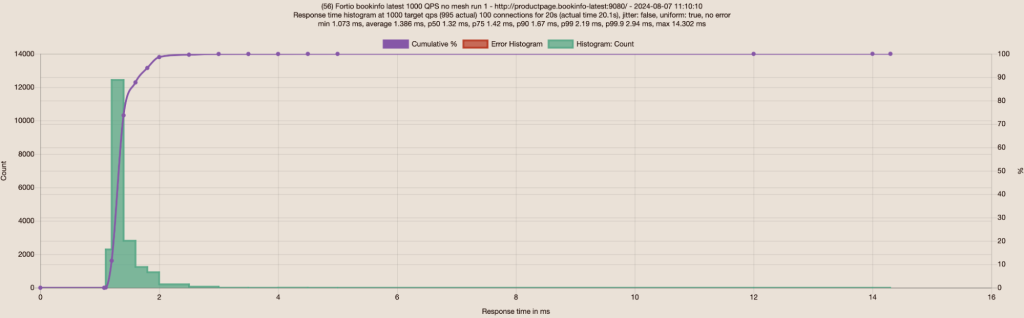 (56) Fortio bookinfo latest 1000 QPS no mesh run 1 - http://productpage.bookinfo-latest:9080/ - 2024-08-07 11:10:10
Response time histogram at 1000 target qps (995 actual) 100 connections for 20s (actual time 20.1s), jitter: false, uniform: true, no error
min 1.073 ms, average 1.386 ms, p50 1.32 ms, p75 1.42 ms, p90 1.67 ms, p99 2.19 ms, p99.9 2.94 ms, max 14.302 ms
Cumulative % Error Histogram Histogram: Count
14000 100
90
12000
80
10000
70
8000
60
50
6000
40
4000
30
20
2000
10
0 0
Count
%
0 2 4 6 8 10 12 14 16
Response time in ms